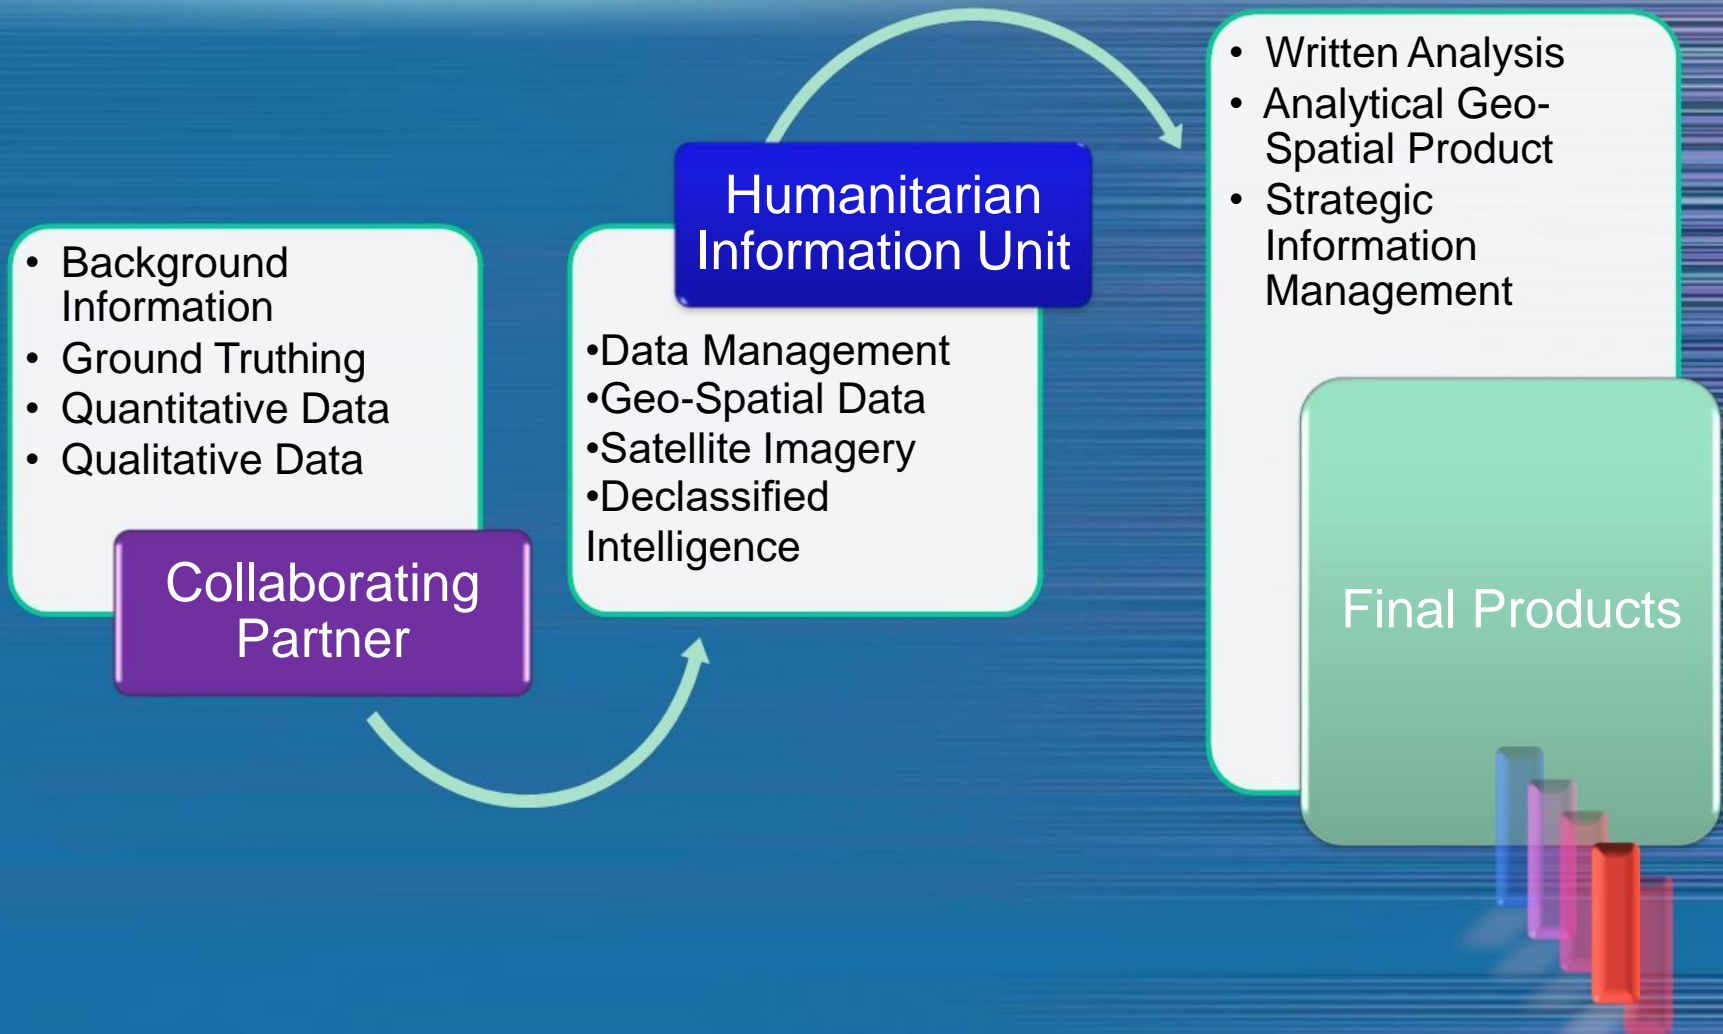 • Background
Information
• Ground Truthing
• Quantitative Data
• Qualitative Data
Collaborating
Partner
Humanitarian
Information Unit
•Data Management
•Geo-Spatial Data
•Satellite Imagery
•Declassified
Intelligence
• Written Analysis
• Analytical Geo-
Spatial Product
• Strategic
Information
Management
Final Products